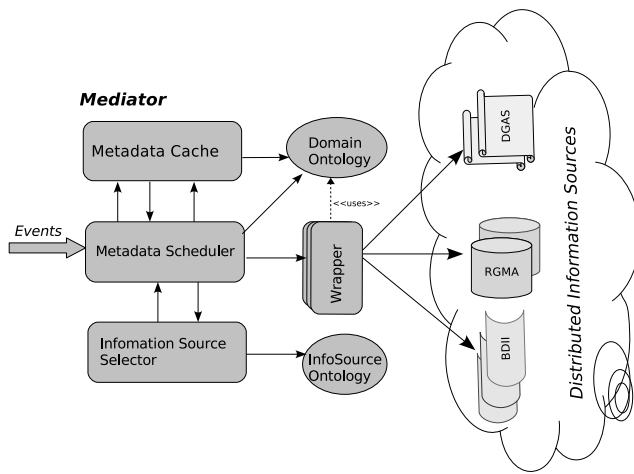 Mediator
Metadata Cache
Domain
Ontology
<<uses>>
Events
Metadata Scheduler
Wrapper
Infomation Source
Selector
InfoSource
Ontology
DGAS
RGMA
BDII
Distributed Information Sources